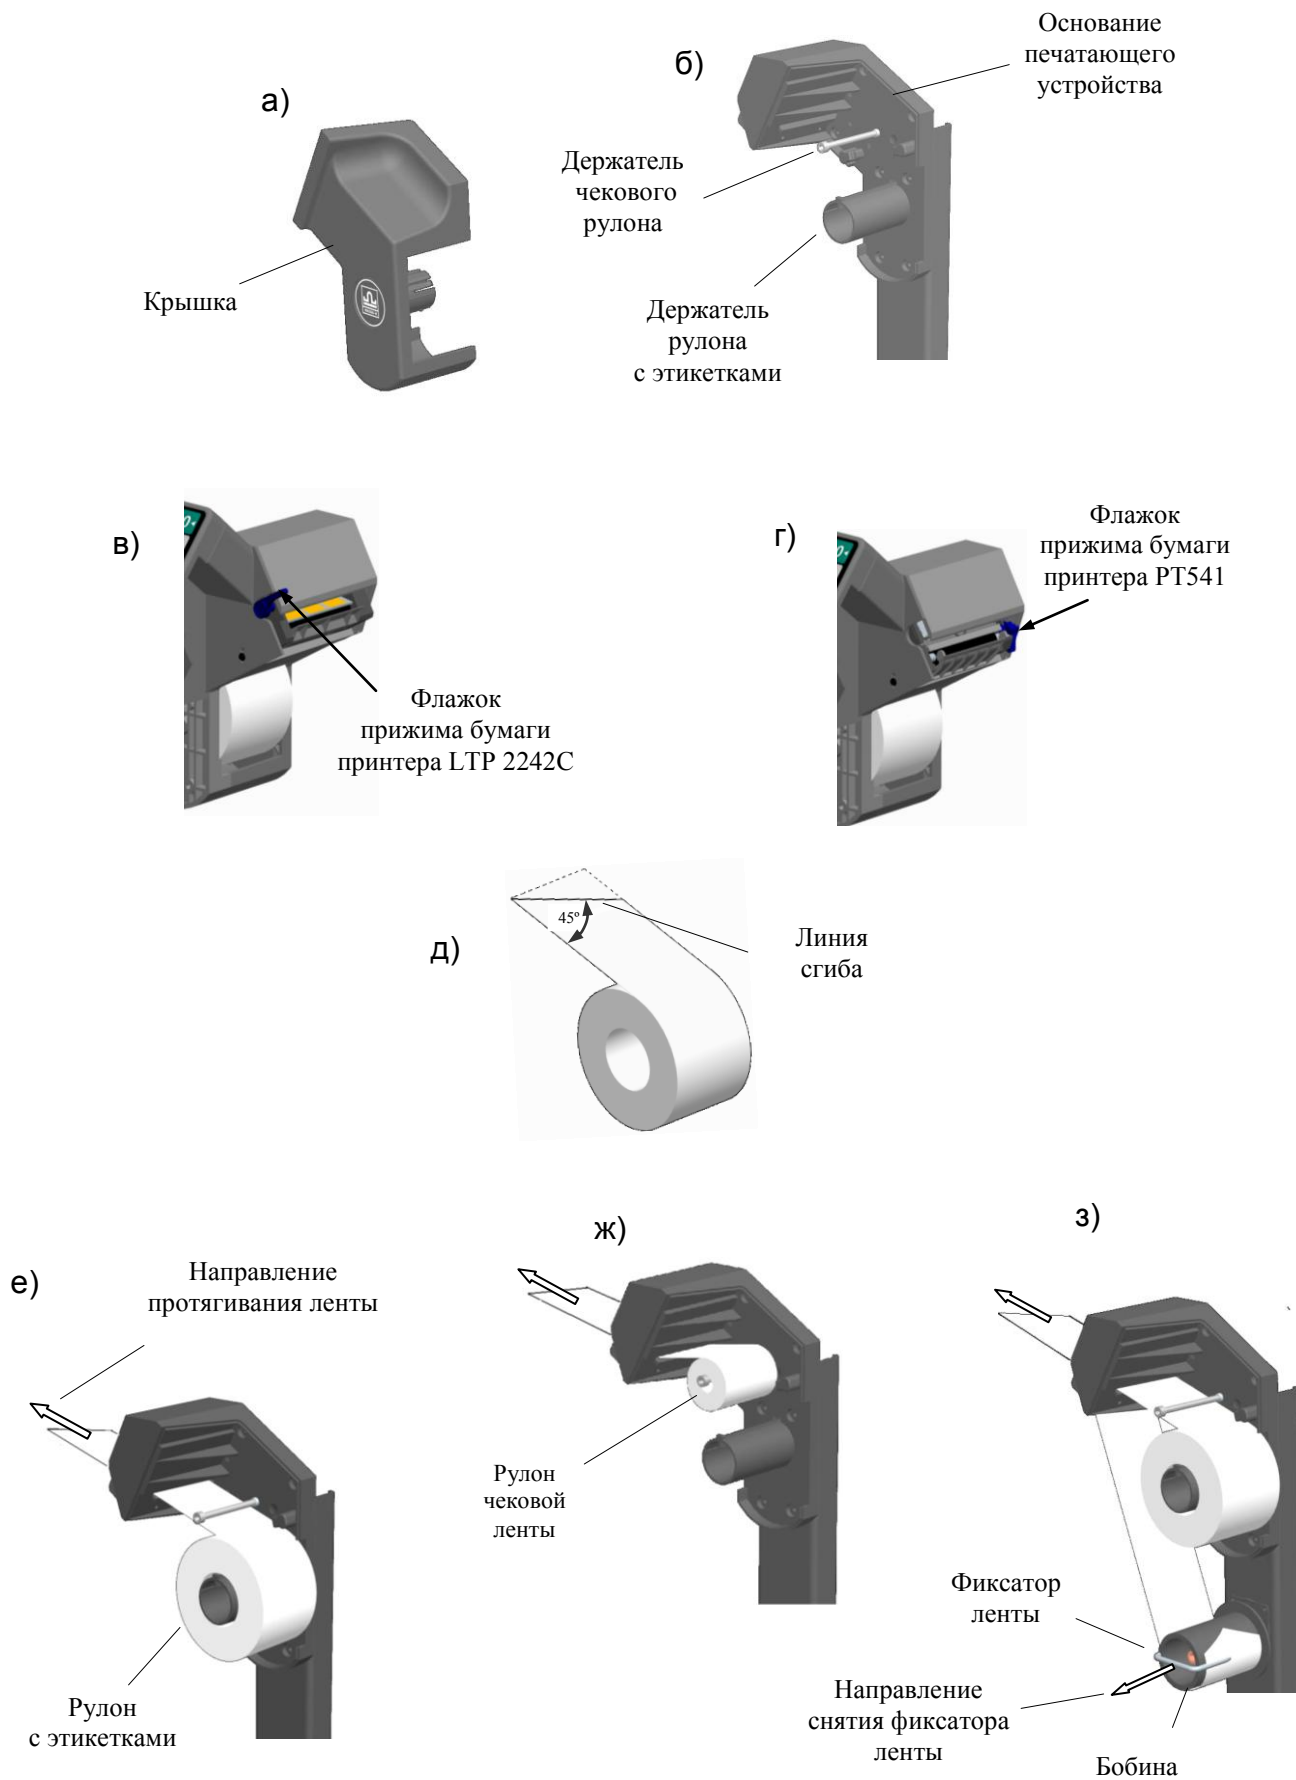 а)
Крышка
б)
Основание
печатающего
устройства
Держатель
чекового
рулона
Держатель
рулона
с этикетками
в)
Флажок
прижима бумаги
принтера LTP 2242C
г)
Флажок
прижима бумаги
принтера PT541
д)
45º
Линия
сгиба
е)
Направление
протягивания ленты
Рулон
с этикетками
ж)
Рулон
чековой
ленты
з)
Фиксатор
ленты
Направление
снятия фиксатора
ленты
Бобина